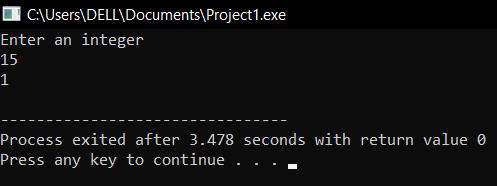 C:\Users\DELL\Documents\Project1.exe
Enter an integer
15
1
--------------------------------
Process exited after 3.478 seconds with return value 0
Press any key to continue . . .